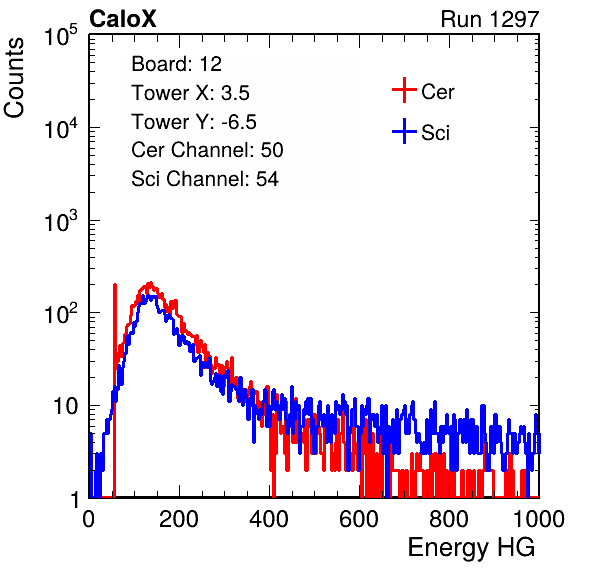 CaloX Run 1297
Counts
Board: 12
Tower X: 3.5
Tower Y: -6.5
Cer Channel: 50
Sci Channel: 54
Cer
Sci
10^5
10^4
10^3
10^2
10
1
0 200 400 600 800 1000
Energy HG